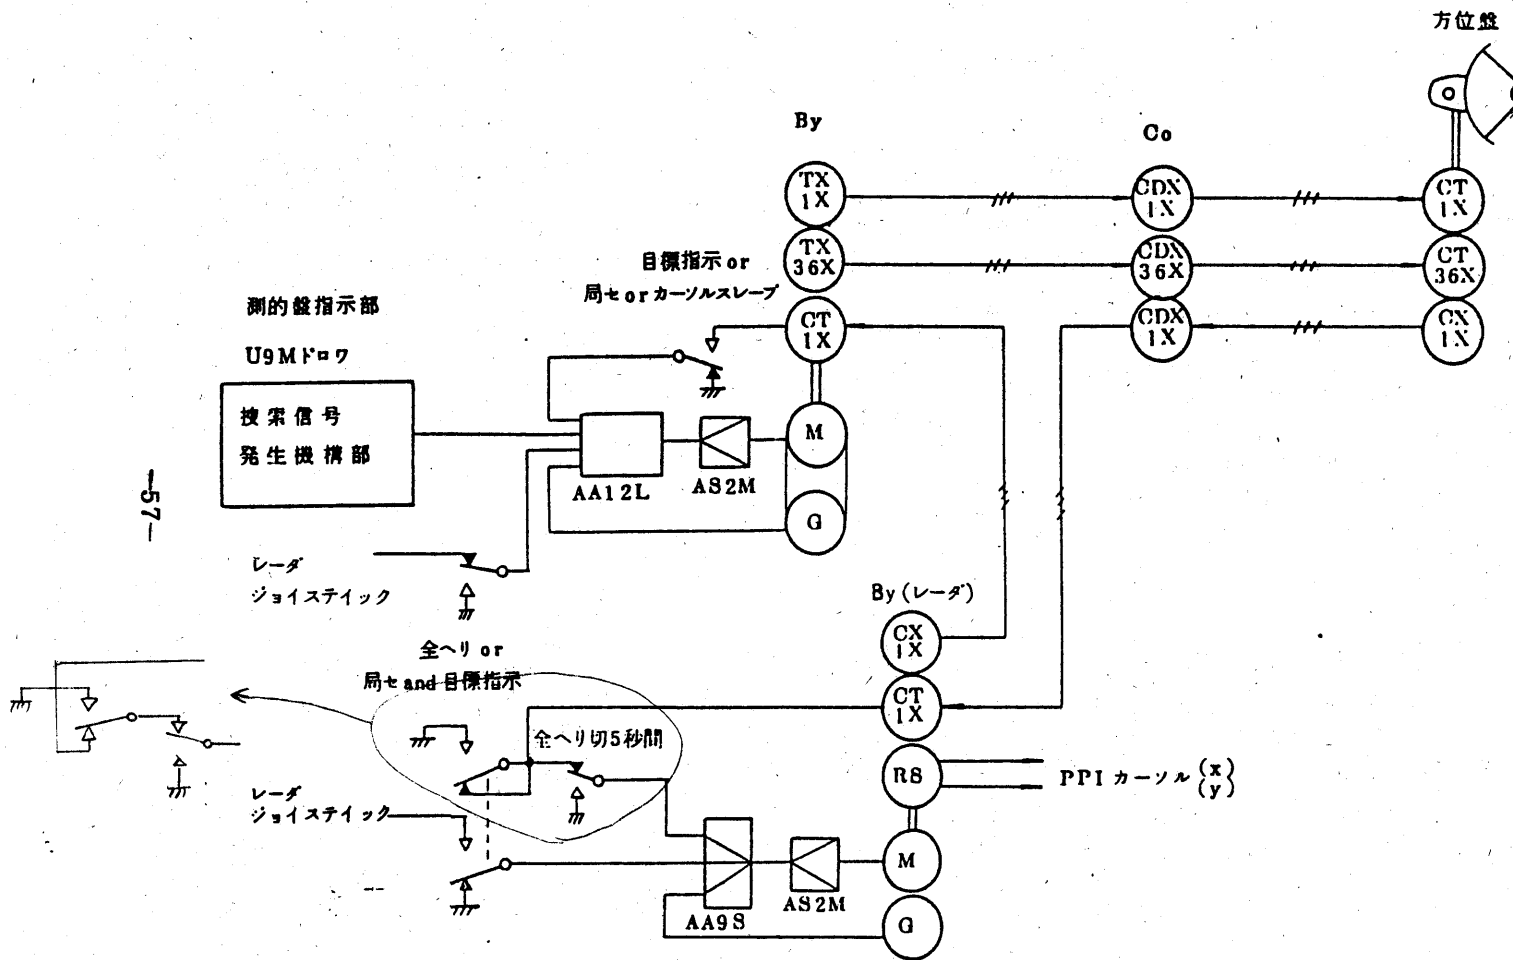 方位盤
By
Co
TX
1X
CDX
1X
CT
1X
TX
36X
CDX
36X
CT
36X
目標指示 or
局セ or カーソルスレーブ
CT
1X
CDX
1X
CX
1X
測的盤指示部
U9Mドロワ
捜索信号
発生機構部
AA12L
AS2M
M
G
-57-
レーダ
ジョイステイック
By (レーダ)
CX
1X
CT
1X
全ヘリ or
局セ and 目標指示
全ヘリ切5秒間
RS
PPI カーソル (x)
(y)
レーダ
ジョイステイック
AA9S
AS2M
M
G